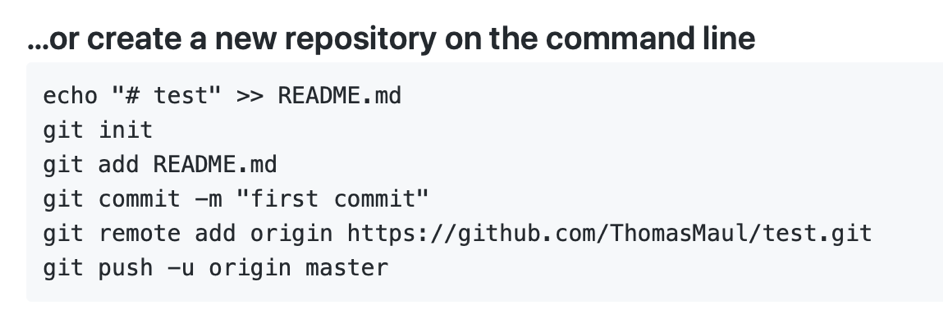 ...or create a new repository on the command line
echo "# test" >> README.md
git init
git add README.md
git commit -m "first commit"
git remote add origin https://github.com/ThomasMaul/test.git
git push -u origin master